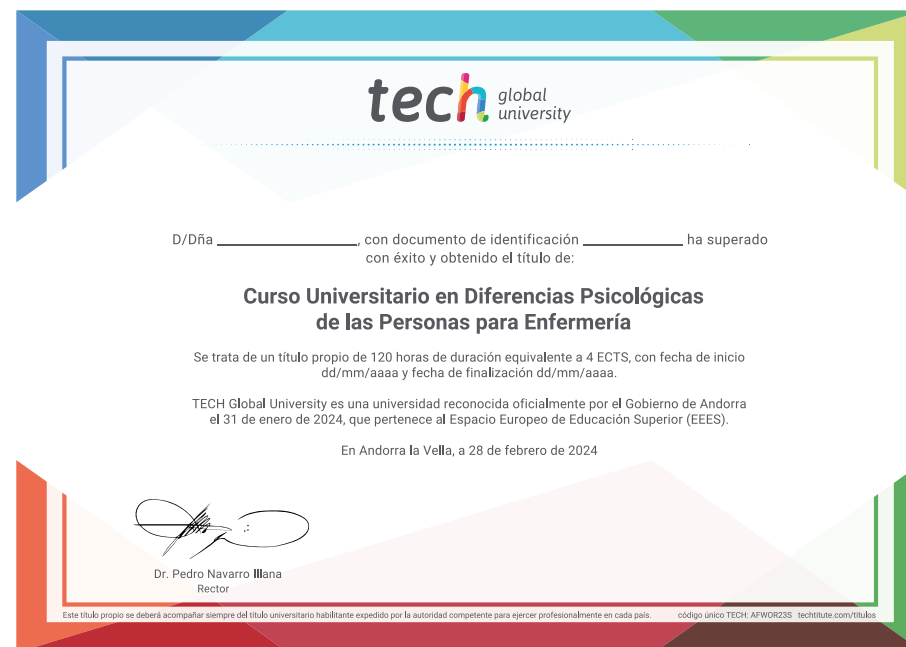 tech global
university
D/Dña ____________________, con documento de identificación ______________ ha superado
con éxito y obtenido el título de:
Curso Universitario en Diferencias Psicológicas
de las Personas para Enfermería
Se trata de un título propio de 120 horas de duración equivalente a 4 ECTS, con fecha de inicio
dd/mm/aaaa y fecha de finalización dd/mm/aaaa.
TECH Global University es una universidad reconocida oficialmente por el Gobierno de Andorra
el 31 de enero de 2024, que pertenece al Espacio Europeo de Educación Superior (EEES).
En Andorra la Vella, a 28 de febrero de 2024
Dr. Pedro Navarro Illana
Rector
Este título propio se deberá acompañar siempre del título universitario habilitante expedido por la autoridad competente para ejercer profesionalmente en cada país. código único TECH: AFWOR23S techtitute.com/titulos